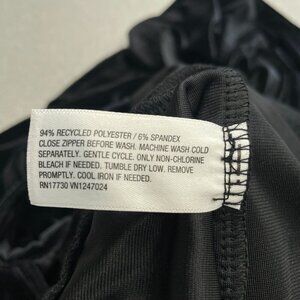 94% RECYCLED POLYESTER / 6% SPANDEX
CLOSE ZIPPER BEFORE WASH. MACHINE WASH COLD
SEPARATELY. GENTLE CYCLE. ONLY NON-CHLORINE
BLEACH IF NEEDED. TUMBLE DRY LOW. REMOVE
PROMPTLY. COOL IRON IF NEEDED.
RN17730 VN1247024